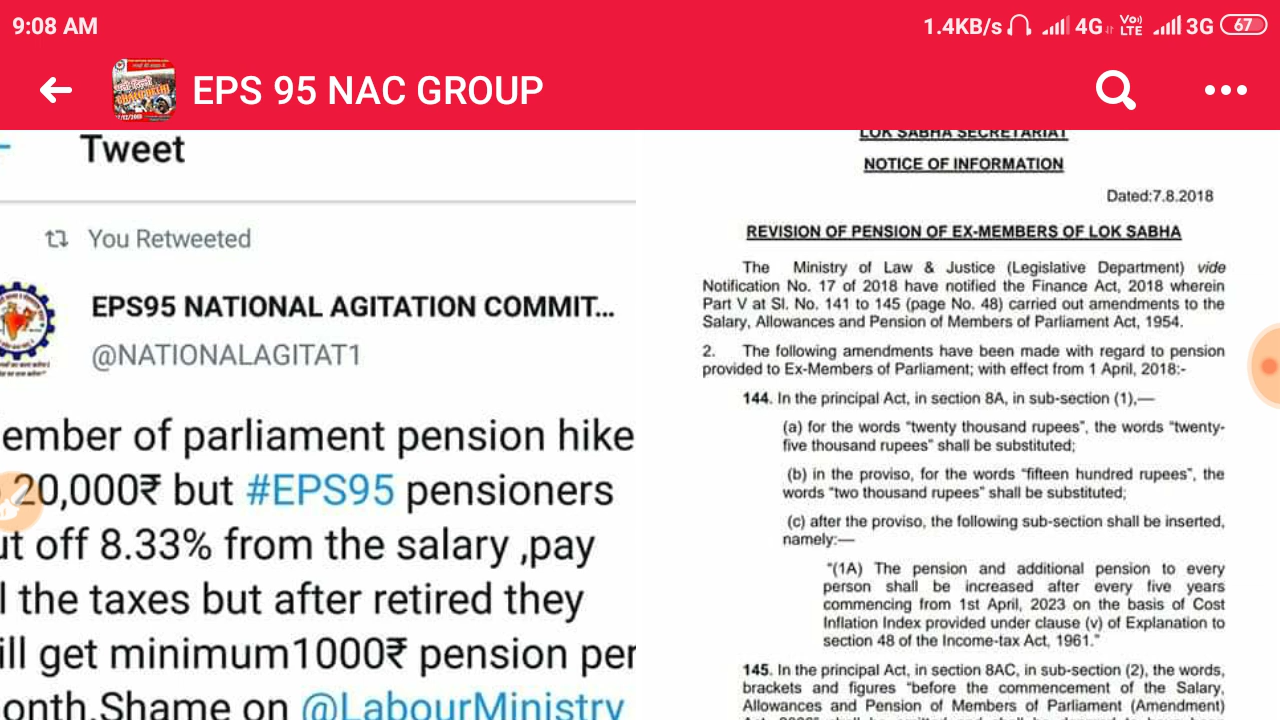 9:08 AM
1.4KB/s 4G VoLTE 3G 67
EPS 95 NAC GROUP
Tweet
You Retweeted
EPS95 NATIONAL AGITATION COMMIT...
@NATIONALAGITAT1
ember of parliament pension hike
20,000₹ but #EPS95 pensioners
ut off 8.33% from the salary ,pay
l the taxes but after retired they
ill get minimum1000₹ pension per
onth.Shame on @LabourMinistry
LOK SABHA SECRETARIAT
NOTICE OF INFORMATION
Dated:7.8.2018
REVISION OF PENSION OF EX-MEMBERS OF LOK SABHA
The Ministry of Law & Justice (Legislative Department) vide
Notification No. 17 of 2018 have notified the Finance Act, 2018 wherein
Part V at Sl. No. 141 to 145 (page No. 48) carried out amendments to the
Salary, Allowances and Pension of Members of Parliament Act, 1954.
2. The following amendments have been made with regard to pension
provided to Ex-Members of Parliament; with effect from 1 April, 2018:-
144. In the principal Act, in section 8A, in sub-section (1),—
(a) for the words "twenty thousand rupees", the words "twenty-
five thousand rupees" shall be substituted;
(b) in the proviso, for the words "fifteen hundred rupees", the
words "two thousand rupees" shall be substituted;
(c) after the proviso, the following sub-section shall be inserted,
namely:—
"(1A) The pension and additional pension to every
person shall be increased after every five years
commencing from 1st April, 2023 on the basis of Cost
Inflation Index provided under clause (v) of Explanation to
section 48 of the Income-tax Act, 1961."
145. In the principal Act, in section 8AC, in sub-section (2), the words,
brackets and figures "before the commencement of the Salary,
Allowances and Pension of Members of Parliament (Amendment)